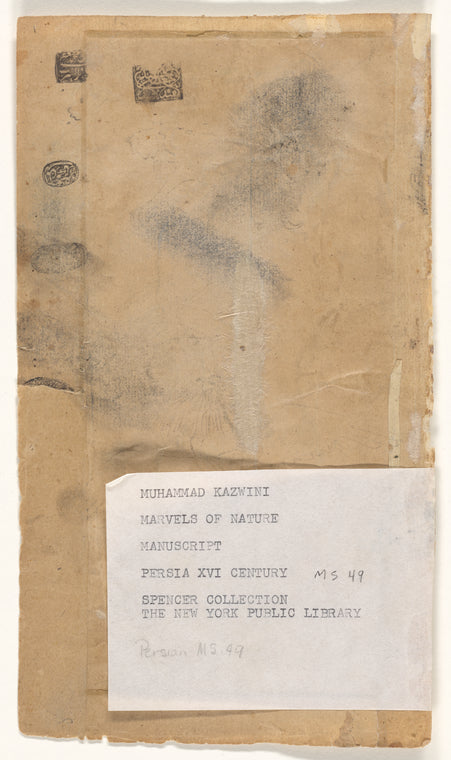 MUHAMMAD KAZWINI
MARVELS OF NATURE
MANUSCRIPT
PERSIA XVI CENTURY MS 49
SPENCER COLLECTION
THE NEW YORK PUBLIC LIBRARY
Persian MS. 49